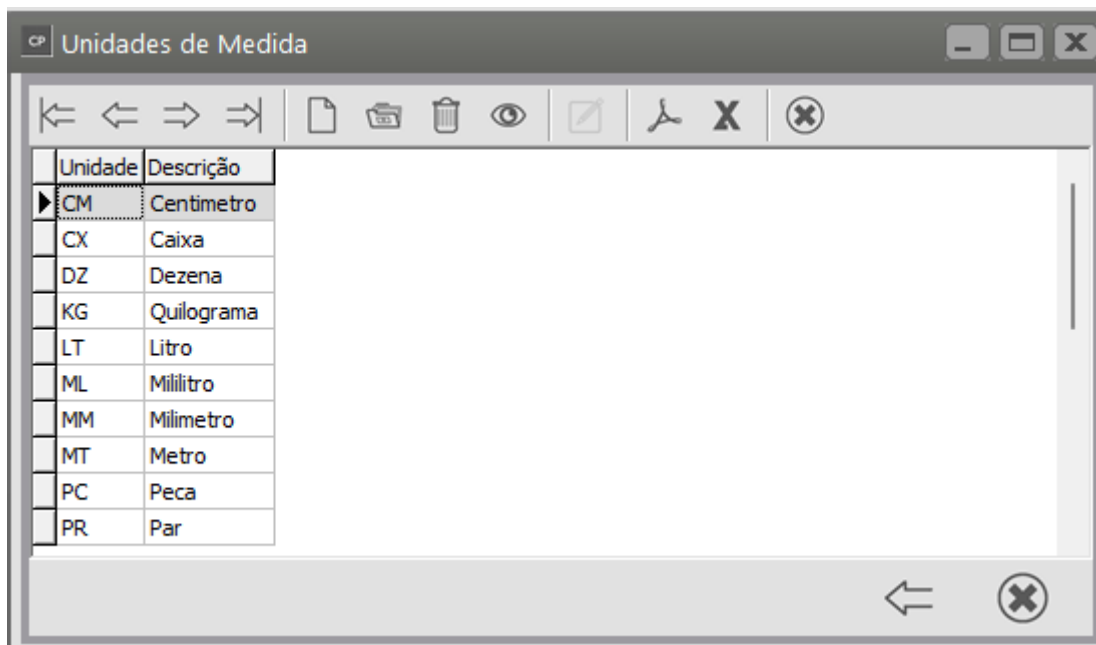 CP Unidades de Medida
Unidade Descrição
CM Centimetro
CX Caixa
DZ Dezena
KG Quilograma
LT Litro
ML Mililitro
MM Milimetro
MT Metro
PC Peca
PR Par